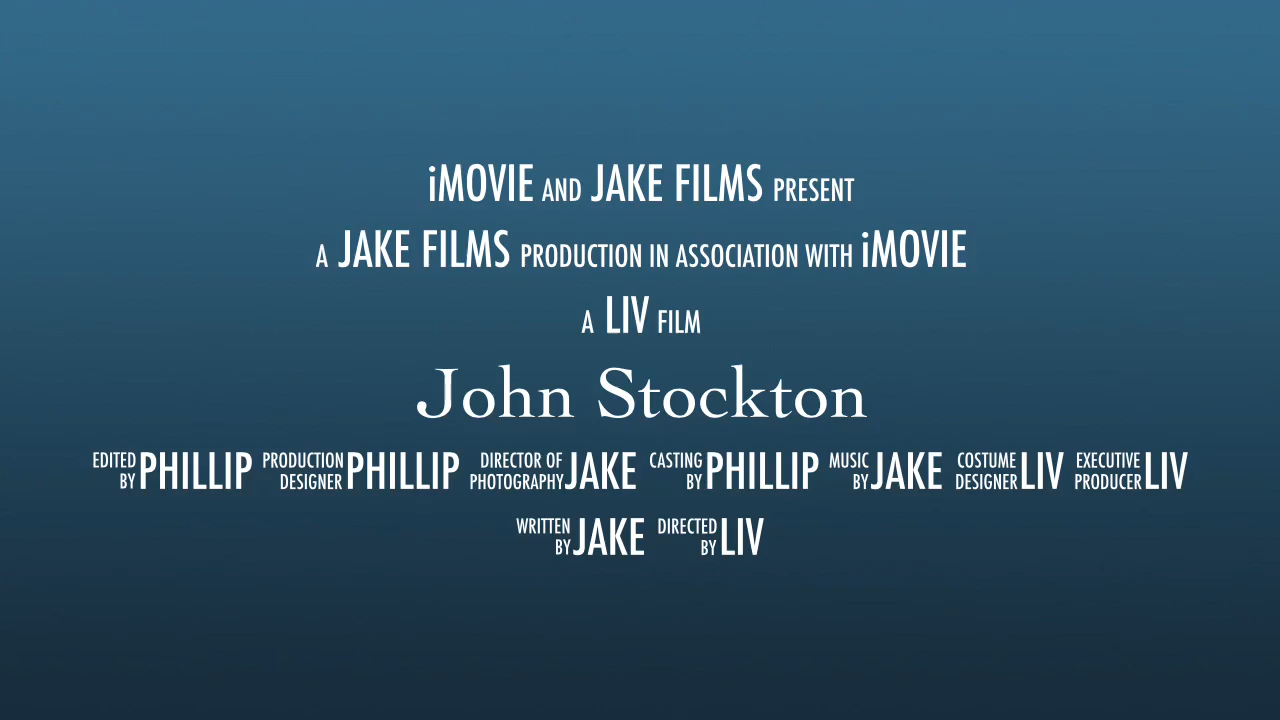 iMOVIE AND JAKE FILMS PRESENT
A JAKE FILMS PRODUCTION IN ASSOCIATION WITH iMOVIE
A LIV FILM
John Stockton
EDITED BY PHILLIP PRODUCTION DESIGNER PHILLIP DIRECTOR OF PHOTOGRAPHY JAKE CASTING BY PHILLIP MUSIC BY JAKE COSTUME DESIGNER LIV EXECUTIVE PRODUCER LIV
WRITTEN BY JAKE DIRECTED BY LIV